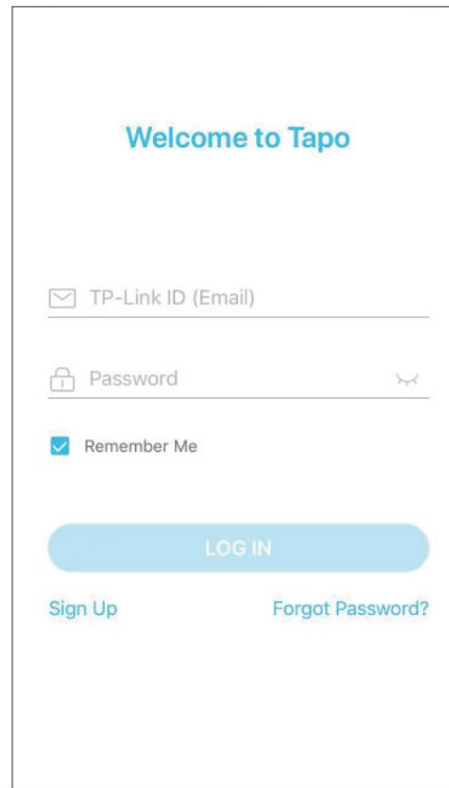 Welcome to Tapo
TP-Link ID (Email)
Password
Remember Me
LOG IN
Sign Up Forgot Password?